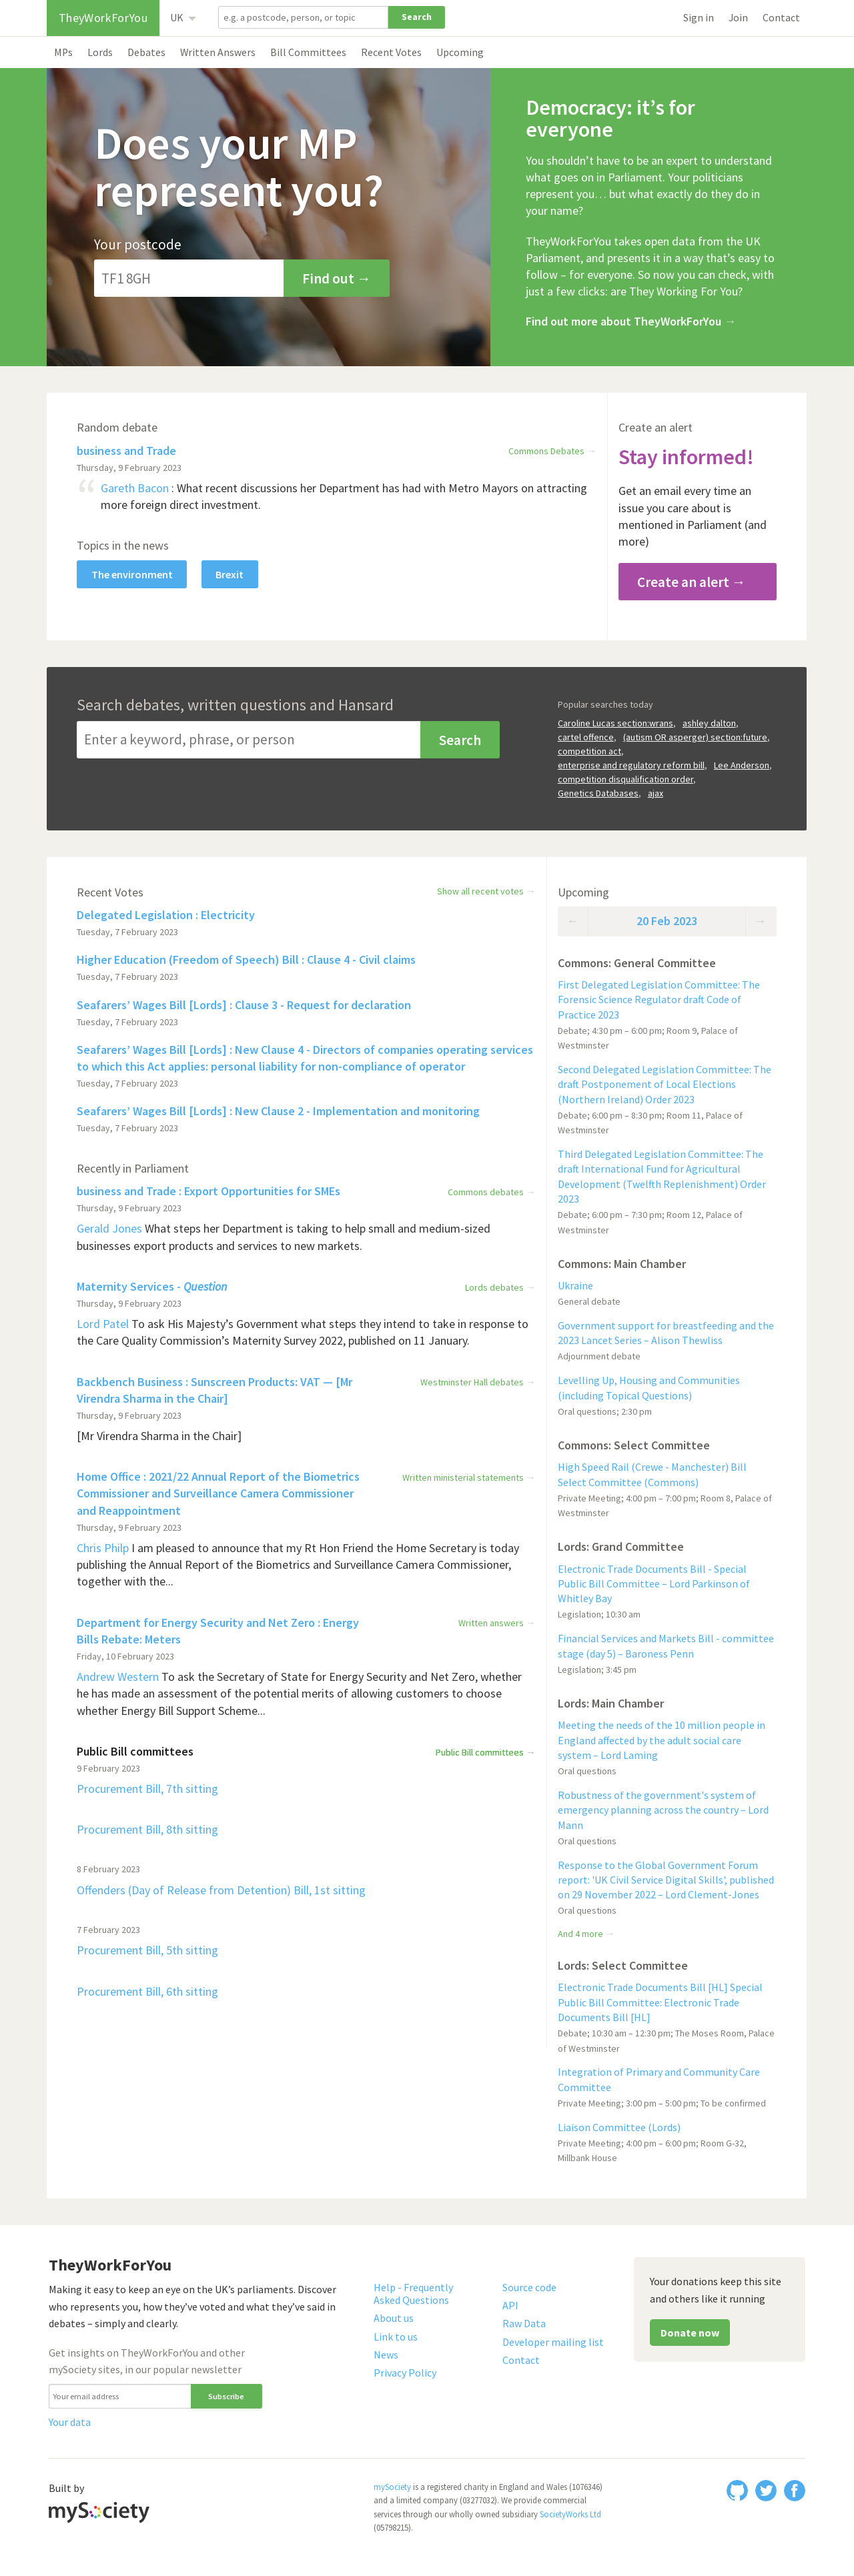 TheyWorkForYou
UK
e.g. a postcode, person, or topic
Search
Sign in
Join
Contact
MPs
Lords
Debates
Written Answers
Bill Committees
Recent Votes
Upcoming
Does your MP
represent you?
Your postcode
TF1 8GH
Find out →
Democracy: it’s for
everyone
You shouldn’t have to be an expert to understand
what goes on in Parliament. Your politicians
represent you… but what exactly do they do in
your name?
TheyWorkForYou takes open data from the UK
Parliament, and presents it in a way that’s easy to
follow – for everyone. So now you can check, with
just a few clicks: are They Working For You?
Find out more about TheyWorkForYou →
Random debate
business and Trade
Commons Debates →
Thursday, 9 February 2023
“ Gareth Bacon : What recent discussions her Department has had with Metro Mayors on attracting
more foreign direct investment.
Topics in the news
The environment
Brexit
Create an alert
Stay informed!
Get an email every time an
issue you care about is
mentioned in Parliament (and
more)
Create an alert →
Search debates, written questions and Hansard
Enter a keyword, phrase, or person
Search
Popular searches today
Caroline Lucas section:wrans, ashley dalton,
cartel offence, (autism OR asperger) section:future,
competition act,
enterprise and regulatory reform bill, Lee Anderson,
competition disqualification order,
Genetics Databases, ajax
Recent Votes
Show all recent votes →
Delegated Legislation : Electricity
Tuesday, 7 February 2023
Higher Education (Freedom of Speech) Bill : Clause 4 - Civil claims
Tuesday, 7 February 2023
Seafarers’ Wages Bill [Lords] : Clause 3 - Request for declaration
Tuesday, 7 February 2023
Seafarers’ Wages Bill [Lords] : New Clause 4 - Directors of companies operating services
to which this Act applies: personal liability for non-compliance of operator
Tuesday, 7 February 2023
Seafarers’ Wages Bill [Lords] : New Clause 2 - Implementation and monitoring
Tuesday, 7 February 2023
Recently in Parliament
business and Trade : Export Opportunities for SMEs
Commons debates →
Thursday, 9 February 2023
Gerald Jones What steps her Department is taking to help small and medium-sized
businesses export products and services to new markets.
Maternity Services - Question
Lords debates →
Thursday, 9 February 2023
Lord Patel To ask His Majesty’s Government what steps they intend to take in response to
the Care Quality Commission’s Maternity Survey 2022, published on 11 January.
Backbench Business : Sunscreen Products: VAT — [Mr
Virendra Sharma in the Chair]
Westminster Hall debates →
Thursday, 9 February 2023
[Mr Virendra Sharma in the Chair]
Home Office : 2021/22 Annual Report of the Biometrics
Commissioner and Surveillance Camera Commissioner
and Reappointment
Written ministerial statements →
Thursday, 9 February 2023
Chris Philp I am pleased to announce that my Rt Hon Friend the Home Secretary is today
publishing the Annual Report of the Biometrics and Surveillance Camera Commissioner,
together with the...
Department for Energy Security and Net Zero : Energy
Bills Rebate: Meters
Written answers →
Friday, 10 February 2023
Andrew Western To ask the Secretary of State for Energy Security and Net Zero, whether
he has made an assessment of the potential merits of allowing customers to choose
whether Energy Bill Support Scheme...
Public Bill committees
Public Bill committees →
9 February 2023
Procurement Bill, 7th sitting
Procurement Bill, 8th sitting
8 February 2023
Offenders (Day of Release from Detention) Bill, 1st sitting
7 February 2023
Procurement Bill, 5th sitting
Procurement Bill, 6th sitting
Upcoming
← 20 Feb 2023 →
Commons: General Committee
First Delegated Legislation Committee: The
Forensic Science Regulator draft Code of
Practice 2023
Debate; 4:30 pm – 6:00 pm; Room 9, Palace of
Westminster
Second Delegated Legislation Committee: The
draft Postponement of Local Elections
(Northern Ireland) Order 2023
Debate; 6:00 pm – 8:30 pm; Room 11, Palace of
Westminster
Third Delegated Legislation Committee: The
draft International Fund for Agricultural
Development (Twelfth Replenishment) Order
2023
Debate; 6:00 pm – 7:30 pm; Room 12, Palace of
Westminster
Commons: Main Chamber
Ukraine
General debate
Government support for breastfeeding and the
2023 Lancet Series – Alison Thewliss
Adjournment debate
Levelling Up, Housing and Communities
(including Topical Questions)
Oral questions; 2:30 pm
Commons: Select Committee
High Speed Rail (Crewe - Manchester) Bill
Select Committee (Commons)
Private Meeting; 4:00 pm – 7:00 pm; Room 8, Palace of
Westminster
Lords: Grand Committee
Electronic Trade Documents Bill - Special
Public Bill Committee – Lord Parkinson of
Whitley Bay
Legislation; 10:30 am
Financial Services and Markets Bill - committee
stage (day 5) – Baroness Penn
Legislation; 3:45 pm
Lords: Main Chamber
Meeting the needs of the 10 million people in
England affected by the adult social care
system – Lord Laming
Oral questions
Robustness of the government's system of
emergency planning across the country – Lord
Mann
Oral questions
Response to the Global Government Forum
report: 'UK Civil Service Digital Skills', published
on 29 November 2022 – Lord Clement-Jones
Oral questions
And 4 more →
Lords: Select Committee
Electronic Trade Documents Bill [HL] Special
Public Bill Committee: Electronic Trade
Documents Bill [HL]
Debate; 10:30 am – 12:30 pm; The Moses Room, Palace
of Westminster
Integration of Primary and Community Care
Committee
Private Meeting; 3:00 pm – 5:00 pm; To be confirmed
Liaison Committee (Lords)
Private Meeting; 4:00 pm – 6:00 pm; Room G-32,
Millbank House
TheyWorkForYou
Making it easy to keep an eye on the UK’s parliaments. Discover
who represents you, how they’ve voted and what they’ve said in
debates – simply and clearly.
Get insights on TheyWorkForYou and other
mySociety sites, in our popular newsletter
Your email address
Subscribe
Your data
Help - Frequently
Asked Questions
About us
Link to us
News
Privacy Policy
Source code
API
Raw Data
Developer mailing list
Contact
Your donations keep this site
and others like it running
Donate now
Built by
mySociety
mySociety is a registered charity in England and Wales (1076346)
and a limited company (03277032). We provide commercial
services through our wholly owned subsidiary SocietyWorks Ltd
(05798215).